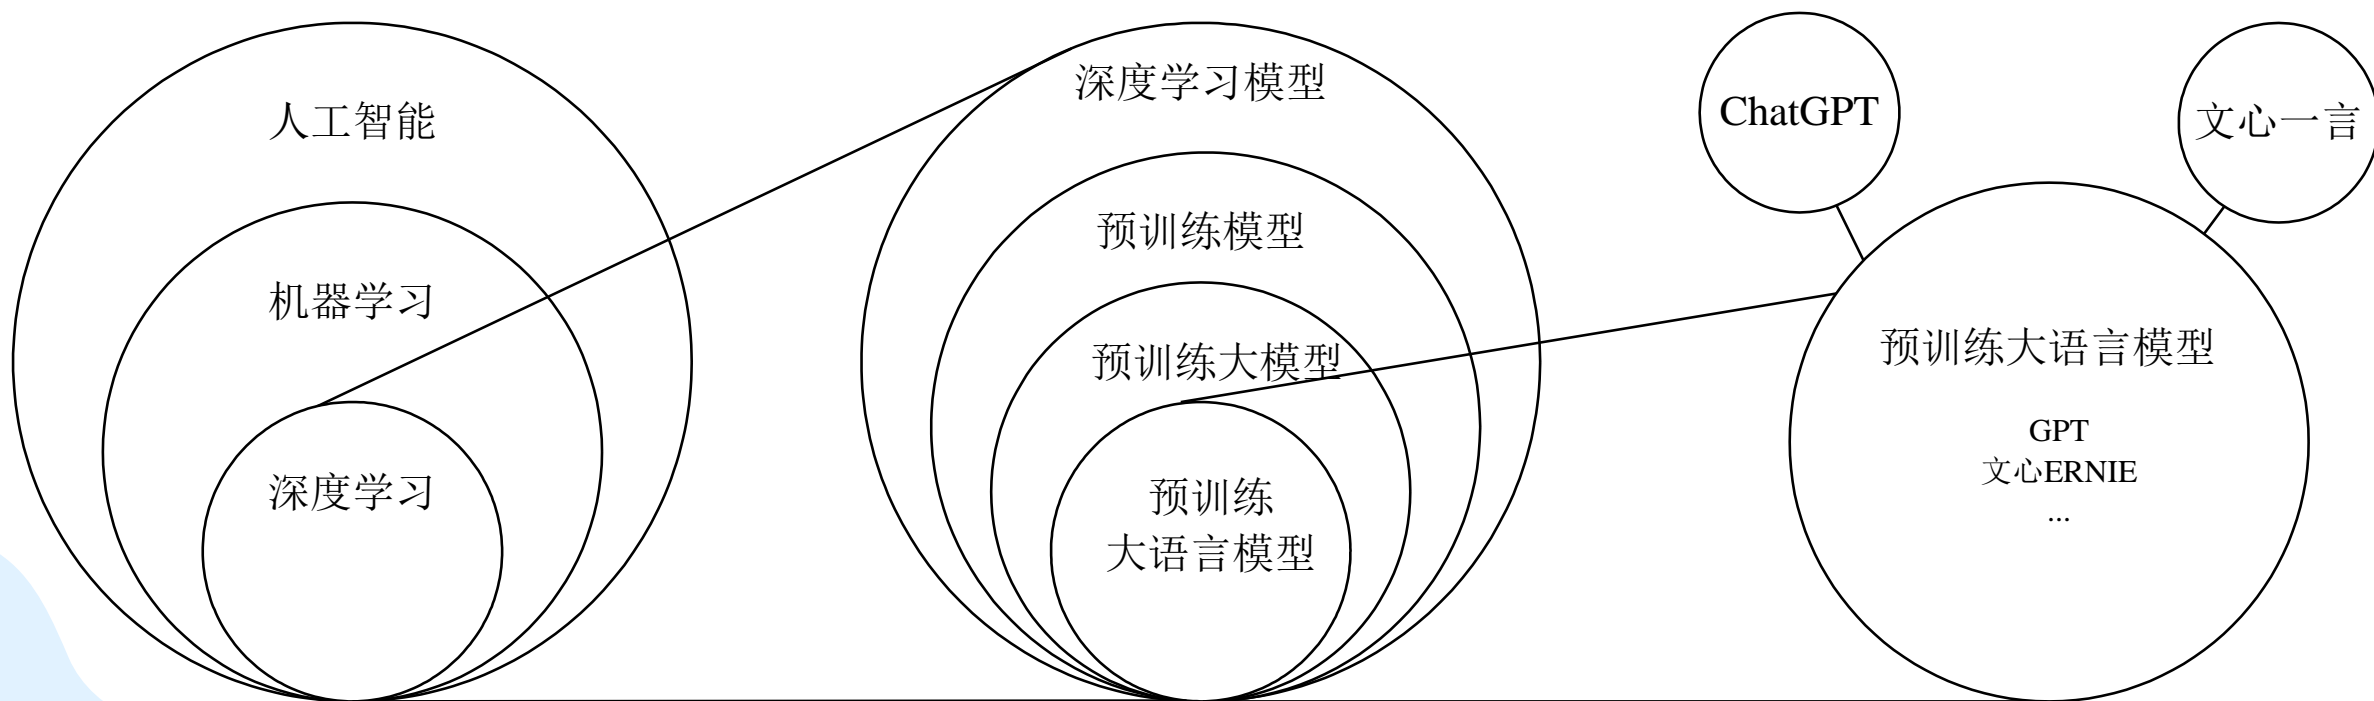 人工智能
机器学习
深度学习
深度学习模型
预训练模型
预训练大模型
预训练
大语言模型
ChatGPT
文心一言
预训练大语言模型
GPT
文心ERNIE
...